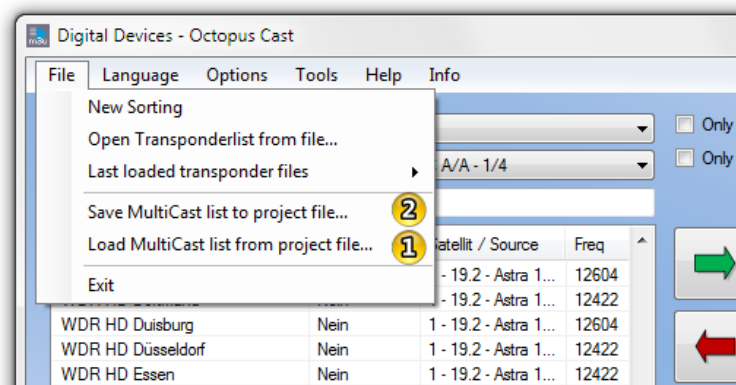 m3u
Digital Devices - Octopus Cast
File Language Options Tools Help Info
New Sorting
Open Transponderlist from file...
Last loaded transponder files
Save MultiCast list to project file... 2
Load MultiCast list from project file... 1
Exit
Only
A/A - 1/4
Only
atellit / Source Freq
- 19.2 - Astra 1... 12604
- 19.2 - Astra 1... 12422
WDR HD Duisburg Nein 1 - 19.2 - Astra 1... 12604
WDR HD Düsseldorf Nein 1 - 19.2 - Astra 1... 12422
WDR HD Essen Nein 1 - 19.2 - Astra 1... 12422